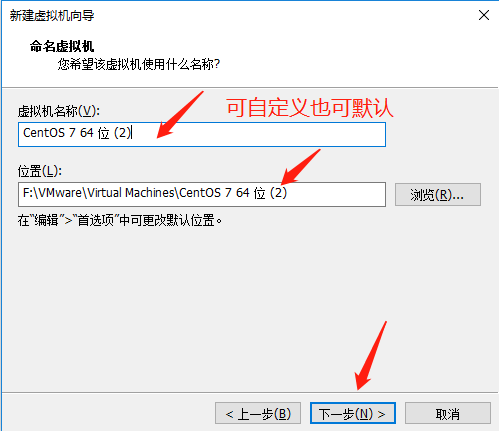 新建虚拟机向导
命名虚拟机
您希望该虚拟机使用什么名称?
虚拟机名称(V):
可自定义也可默认
CentOS 7 64 位 (2)
位置(L):
F:\VMware\Virtual Machines\CentOS 7 64 位 (2)
浏览(R)...
在“编辑”>“首选项”中可更改默认位置。
< 上一步(B)
下一步(N) >
取消